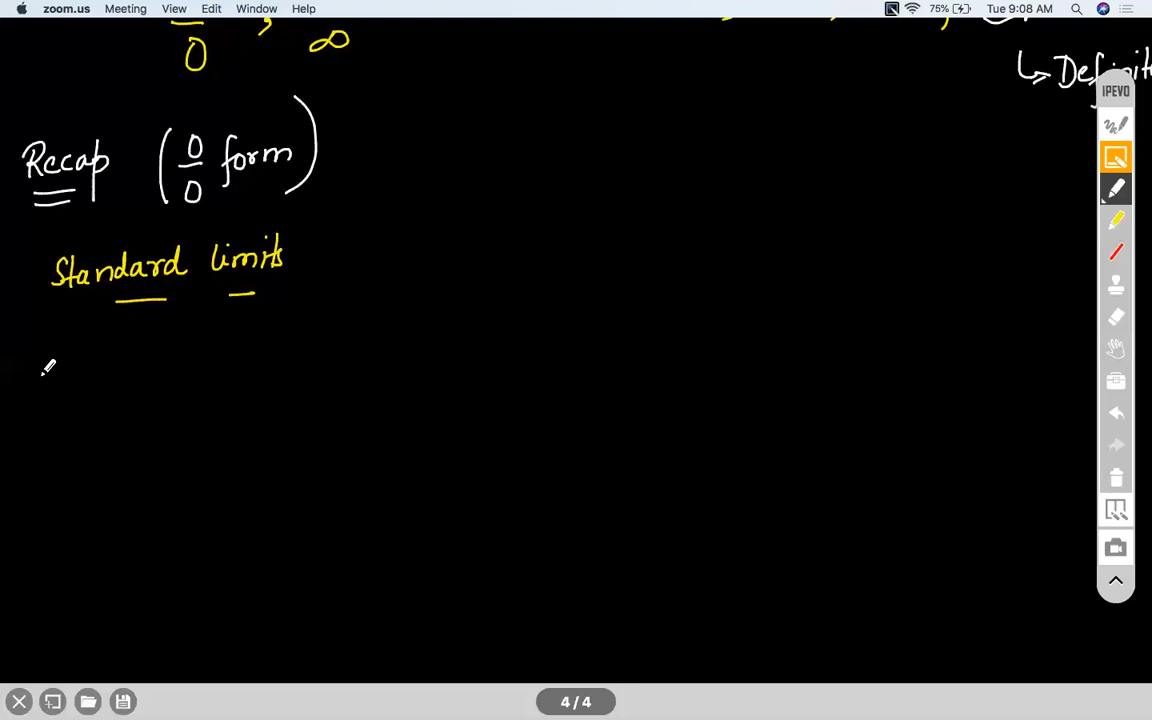 zoom.us Meeting View Edit Window Help 75% Tue 9:08 AM
0 , ∞
↳ Definit
IPEVO
Recap (0/0 form)
Standard limits
4 / 4